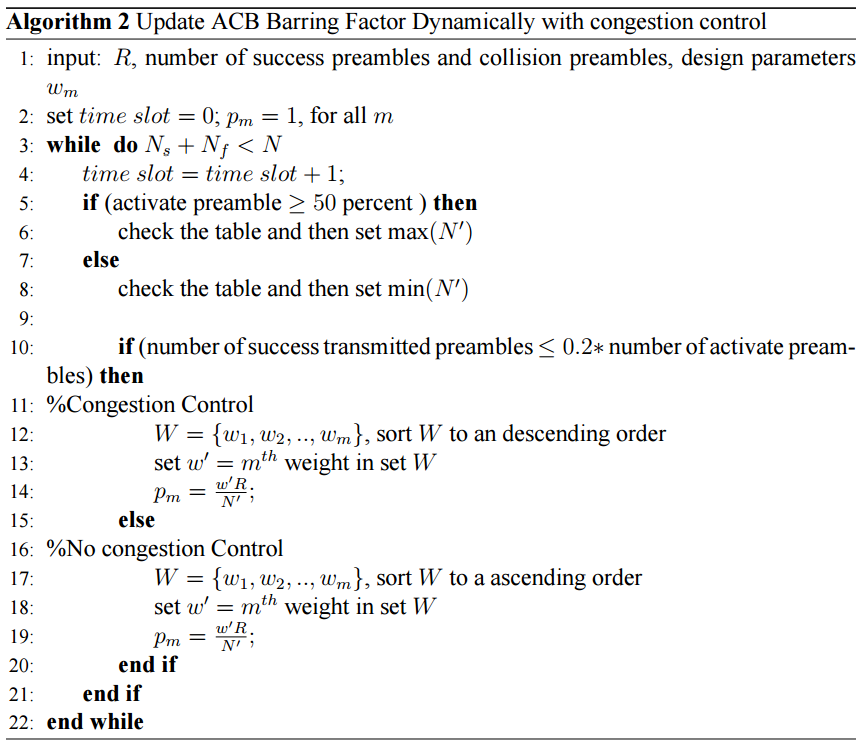 Algorithm 2 Update ACB Barring Factor Dynamically with congestion control
1: input: R, number of success preambles and collision preambles, design parameters
w_m
2: set time slot = 0; p_m = 1, for all m
3: while do N_s + N_f < N
4: time slot = time slot + 1;
5: if (activate preamble ≥ 50 percent ) then
6: check the table and then set max(N′)
7: else
8: check the table and then set min(N′)
9:
10: if (number of success transmitted preambles ≤ 0.2* number of activate pream-
bles) then
11: %Congestion Control
12: W = {w_1, w_2, .., w_m}, sort W to an descending order
13: set w′ = m^{th} weight in set W
14: p_m = \frac{w′R}{N′};
15: else
16: %No congestion Control
17: W = {w_1, w_2, .., w_m}, sort W to a ascending order
18: set w′ = m^{th} weight in set W
19: p_m = \frac{w′R}{N′};
20: end if
21: end if
22: end while